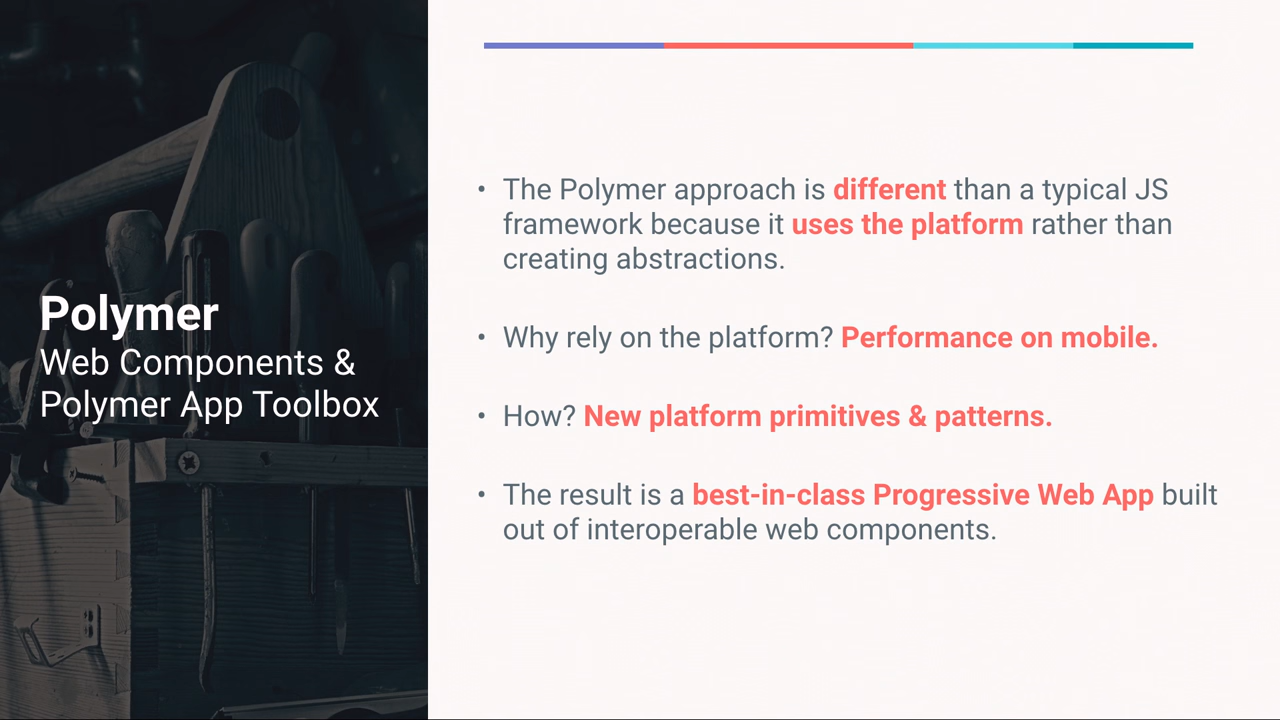 Polymer
Web Components &
Polymer App Toolbox
• The Polymer approach is different than a typical JS
framework because it uses the platform rather than
creating abstractions.
• Why rely on the platform? Performance on mobile.
• How? New platform primitives & patterns.
• The result is a best-in-class Progressive Web App built
out of interoperable web components.